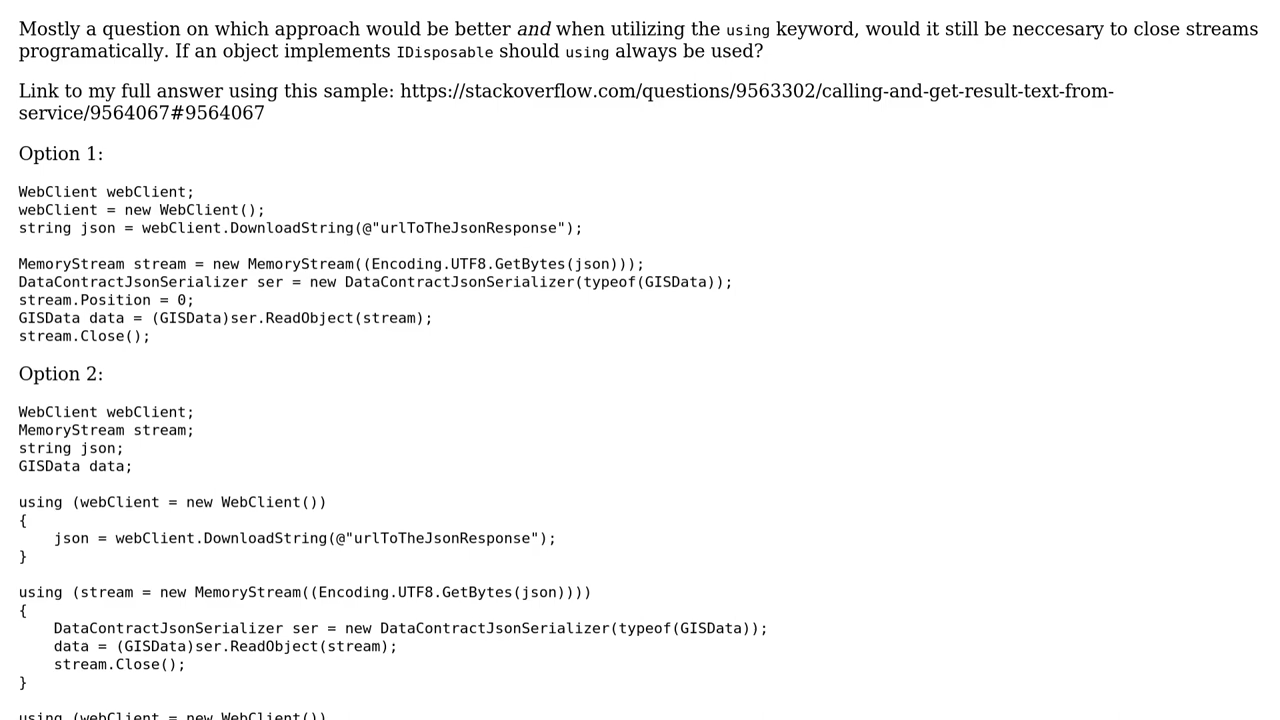 Mostly a question on which approach would be better and when utilizing the using keyword, would it still be neccesary to close streams
programatically. If an object implements IDisposable should using always be used?
Link to my full answer using this sample: https://stackoverflow.com/questions/9563302/calling-and-get-result-text-from-
service/9564067#9564067
Option 1:
WebClient webClient;
webClient = new WebClient();
string json = webClient.DownloadString(@"urlToTheJsonResponse");
MemoryStream stream = new MemoryStream((Encoding.UTF8.GetBytes(json)));
DataContractJsonSerializer ser = new DataContractJsonSerializer(typeof(GISData));
stream.Position = 0;
GISData data = (GISData)ser.ReadObject(stream);
stream.Close();
Option 2:
WebClient webClient;
MemoryStream stream;
string json;
GISData data;
using (webClient = new WebClient())
{
    json = webClient.DownloadString(@"urlToTheJsonResponse");
}
using (stream = new MemoryStream((Encoding.UTF8.GetBytes(json))))
{
    DataContractJsonSerializer ser = new DataContractJsonSerializer(typeof(GISData));
    data = (GISData)ser.ReadObject(stream);
    stream.Close();
}
using (webClient = new WebClient())